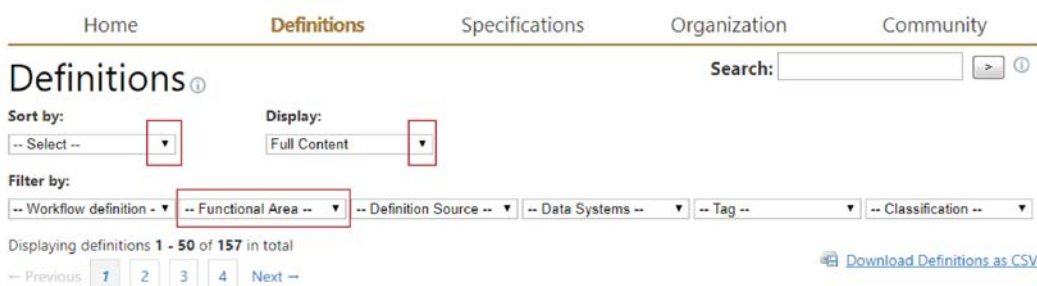 Home Definitions Specifications Organization Community
Definitions
Search: >
Sort by: Display:
-- Select -- Full Content
Filter by:
-- Workflow definition - -- Functional Area -- -- Definition Source -- -- Data Systems -- -- Tag -- -- Classification --
Displaying definitions 1 - 50 of 157 in total
← Previous 1 2 3 4 Next →
Download Definitions as CSV